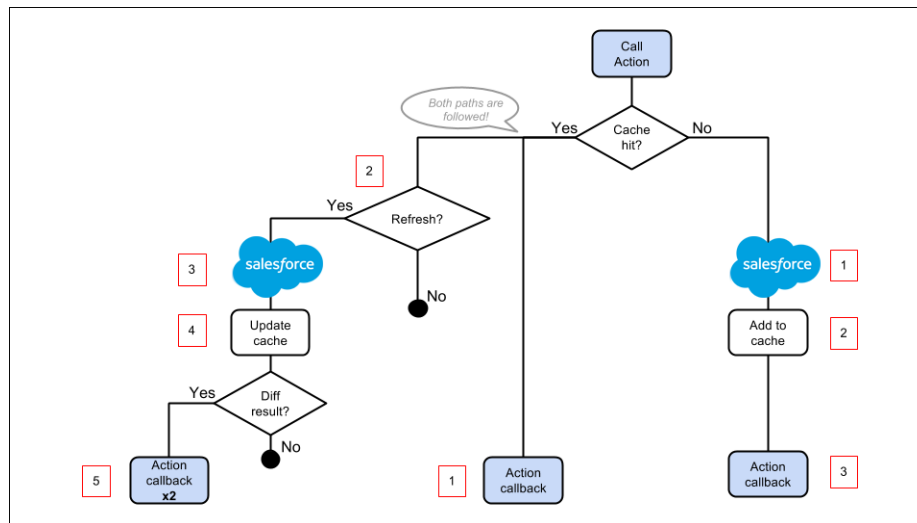 Call
Action
Both paths are
followed!
Yes
Cache
hit?
No
2
Yes
Refresh?
3
salesforce
salesforce
1
No
4
Update
cache
Add to
cache
2
Yes
Diff
result?
No
5
Action
callback
x2
1
Action
callback
Action
callback
3